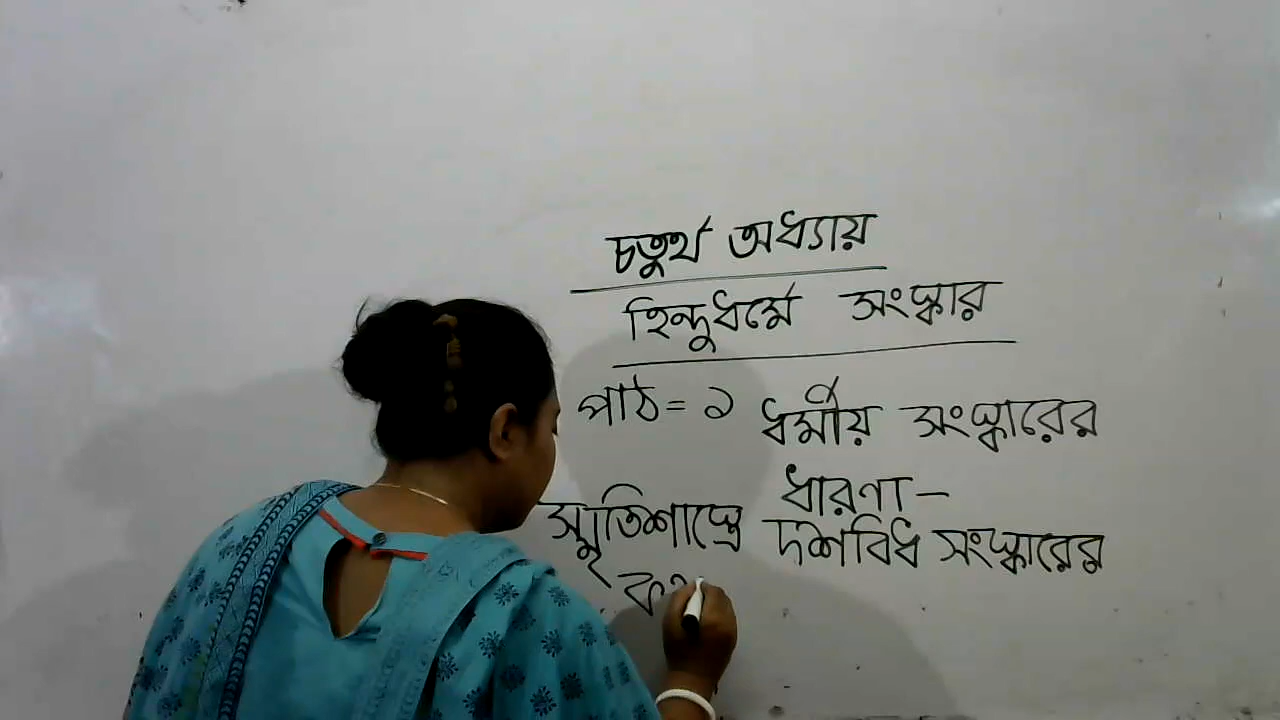 চতুর্থ অধ্যায়
হিন্দুধর্মে সংস্কার
পাঠ= ১ ধর্মীয় সংস্কারের
ধারণা-
স্মৃতিশাস্ত্রে দশবিধ সংস্কারের